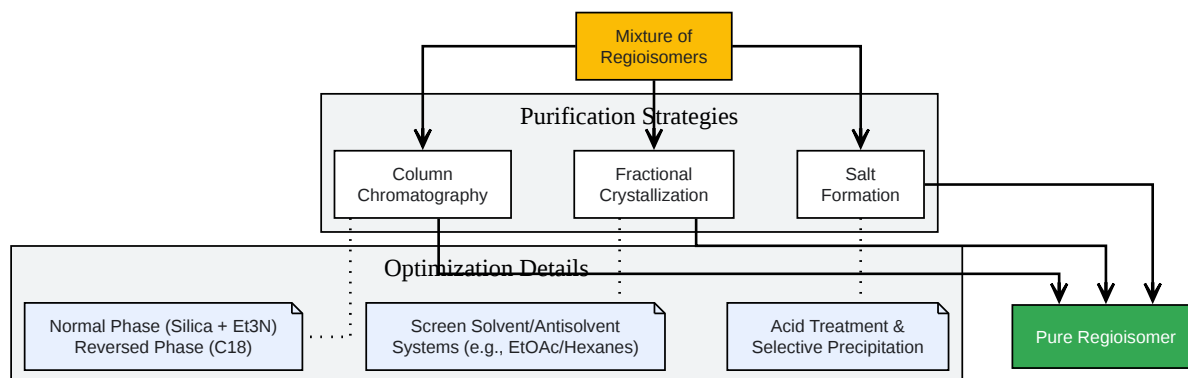 Mixture of
Regioisomers
Purification Strategies
Column
Chromatography
Fractional
Crystallization
Salt
Formation
Optimization Details
Normal Phase (Silica + Et3N)
Reversed Phase (C18)
Screen Solvent/Antisolvent
Systems (e.g., EtOAc/Hexanes)
Acid Treatment &
Selective Precipitation
Pure Regioisomer